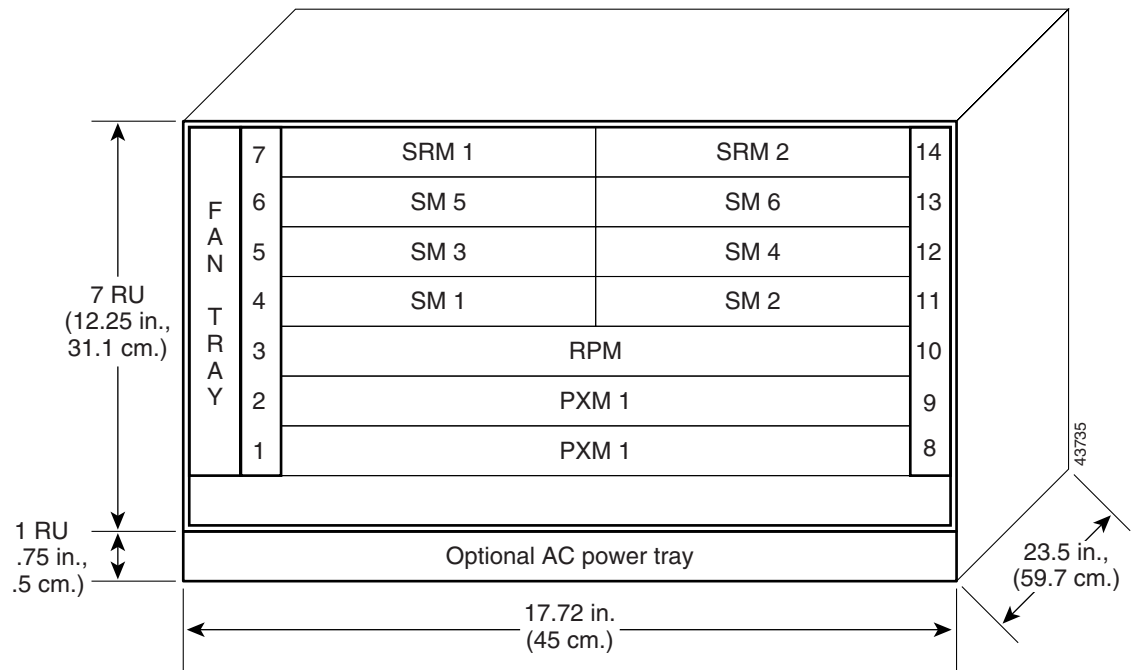 7 SRM 1 SRM 2 14
6 SM 5 SM 6 13
5 SM 3 SM 4 12
4 SM 1 SM 2 11
3 RPM 10
2 PXM 1 9
1 PXM 1 8
FAN TRAY
7 RU
(12.25 in.,
31.1 cm.)
1 RU
.75 in.,
.5 cm.)
Optional AC power tray
17.72 in.
(45 cm.)
23.5 in.,
(59.7 cm.)
43735